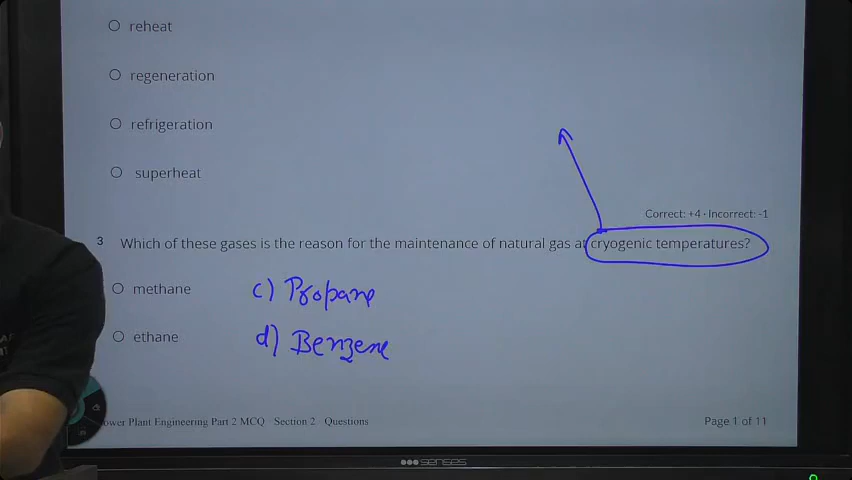 reheat
regeneration
refrigeration
superheat
Correct: +4 · Incorrect: -1
3 Which of these gases is the reason for the maintenance of natural gas at cryogenic temperatures?
methane c) Propane
ethane d) Benzene
ower Plant Engineering Part 2 MCQ - Section 2 - Questions
Page 1 of 11
senses